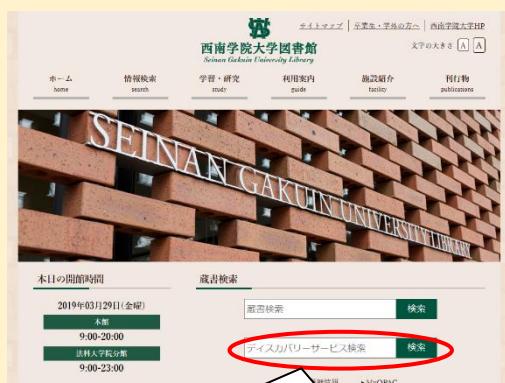 サイトマップ | 卒業生・学外の方へ | 西南学院大学HP
西南学院大学図書館
Seinan Gakuin University Library
文字の大きさ A A
ホーム 情報検索 学習・研究 利用案内 施設紹介 刊行物
home search study guide facility publications
SEINAN GAKUIN UNIVERSITY LIBRARY
本日の開館時間
蔵書検索
2019年03月29日(金曜)
本館
9:00-20:00
法科大学院分館
9:00-23:00
蔵書検索 検索
ディスカバリーサービス検索 検索
MyOPAC